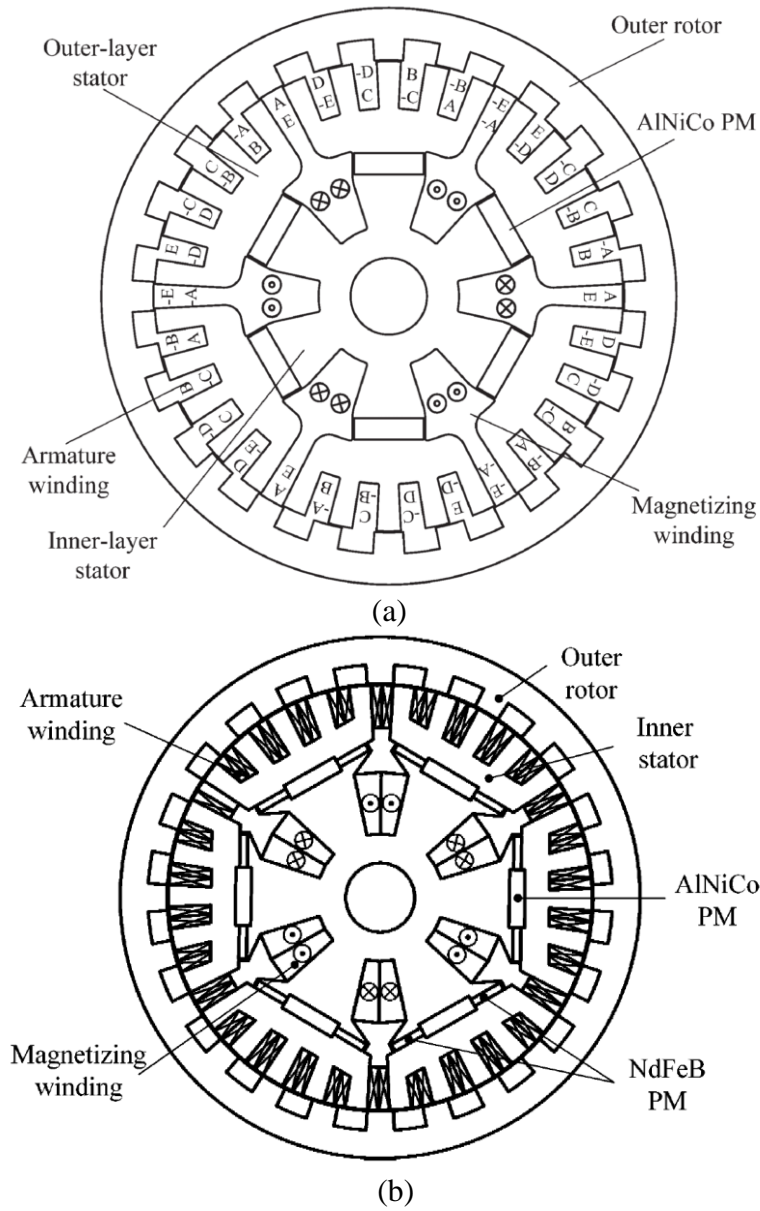 Outer-layer
stator
Outer rotor
AlNiCo PM
A
E
D
-E
-D
C
B
-C
-B
A
-E
-A
E
-D
-C
D
C
-B
-A
B
A
E
D
-E
-D
C
B
-C
-B
A
-E
-A
E
-D
-C
D
C
-B
-A
B
A
E
D
-E
-D
C
B
C
-B
A
-E
-A
E
-D
-C
D
C
-B
-A
B
Armature
winding
Inner-layer
stator
Magnetizing
winding
(a)
Armature
winding
Outer
rotor
Inner
stator
AlNiCo
PM
Magnetizing
winding
NdFeB
PM
(b)